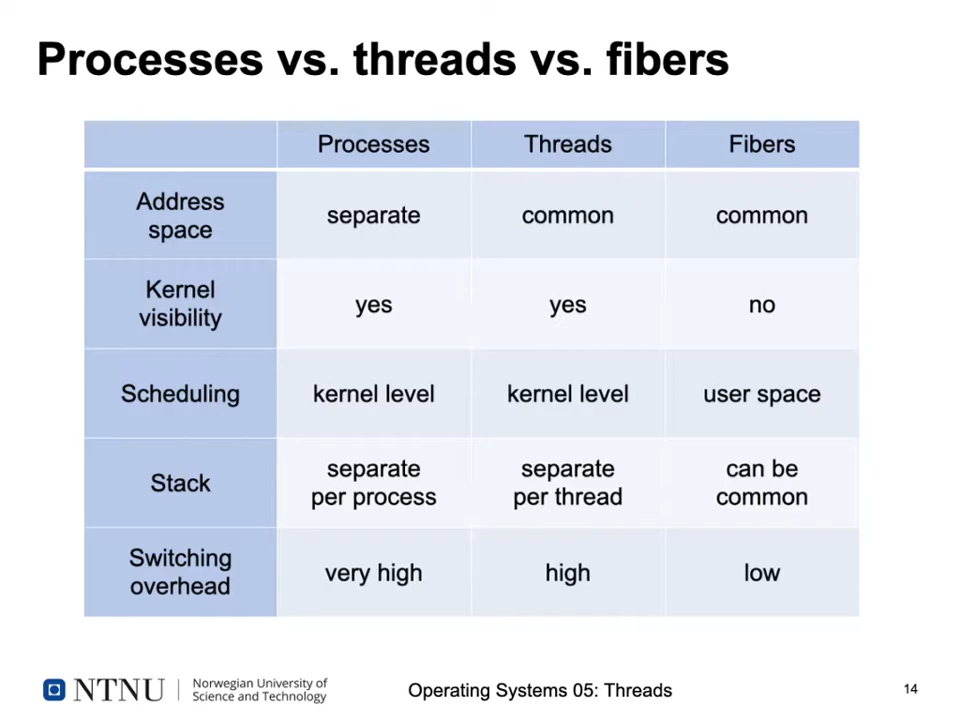 Processes vs. threads vs. fibers
Processes Threads Fibers
Address
space
separate common common
Kernel
visibility
yes yes no
Scheduling kernel level kernel level user space
Stack
separate
per process
separate
per thread
can be
common
Switching
overhead
very high high low
NTNU
Norwegian University of
Science and Technology
Operating Systems 05: Threads
14